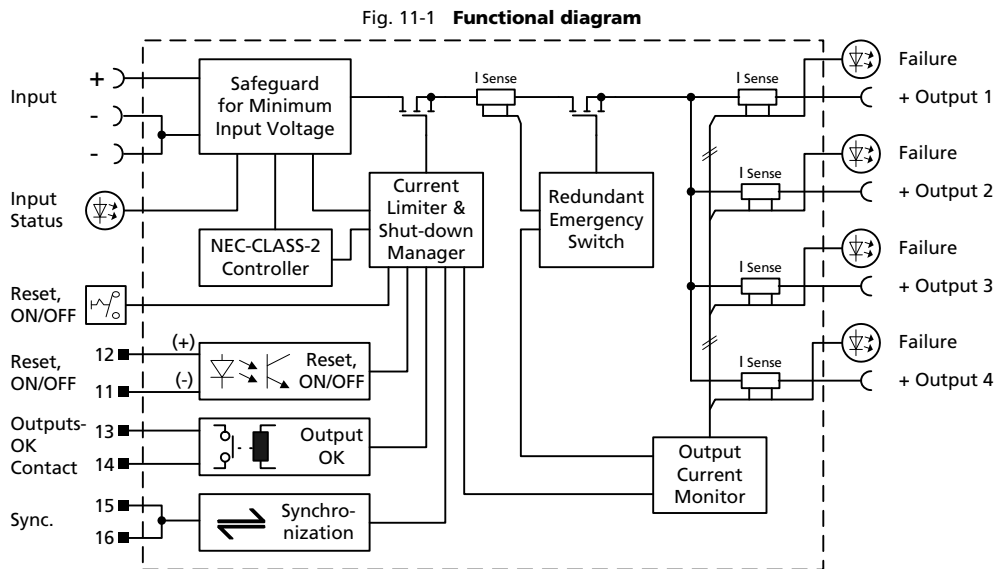 Fig. 11-1 Functional diagram
Input
+
-
-
Safeguard
for Minimum
Input Voltage
I Sense
I Sense
Failure
+ Output 1
Failure
I Sense
+ Output 2
Input
Status
NEC-CLASS-2
Controller
Current
Limiter &
Shut-down
Manager
Redundant
Emergency
Switch
Failure
I Sense
+ Output 3
Reset,
ON/OFF
Failure
I Sense
+ Output 4
Reset,
ON/OFF
12
(+)
11
(-)
Reset,
ON/OFF
Outputs-
OK
Contact
13
14
Output
OK
Output
Current
Monitor
Sync.
15
16
Synchro-
nization